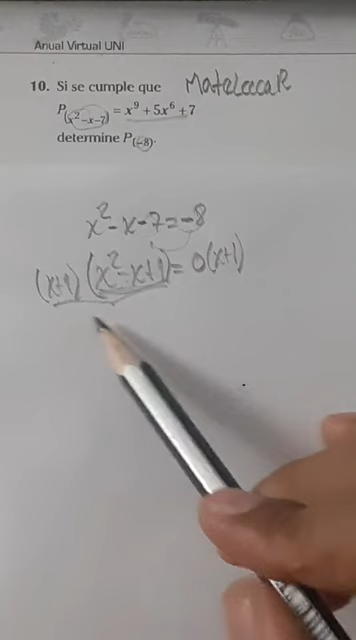 Anual Virtual UNI
10. Si se cumple que MateLaCaR
P(x²−x−7) = x⁹ + 5x⁶ + 7
determine P(−8).
x² - x - 7 = -8
(x+1) (x² - x + 1) = 0(x+1)